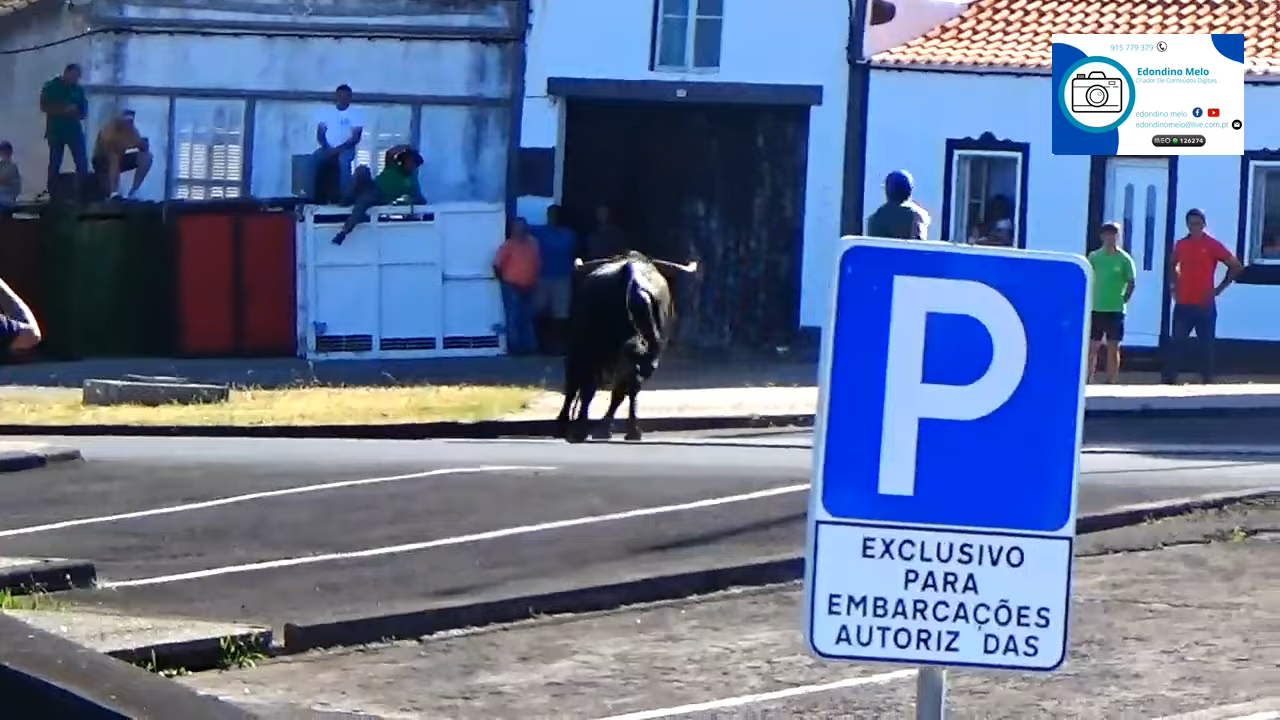 915 779 379
Edondino Melo
Criador De Conteúdos Digitais
edondino melo
edondinomelo@live.com.pt
MEO 126274
P
EXCLUSIVO
PARA
EMBARCAÇÕES
AUTORIZ DAS